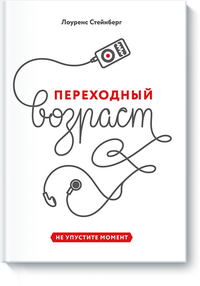 Лоуренс Стейнберг
ПЕРЕХОДНЫЙ
возраст
НЕ УПУСТИТЕ МОМЕНТ